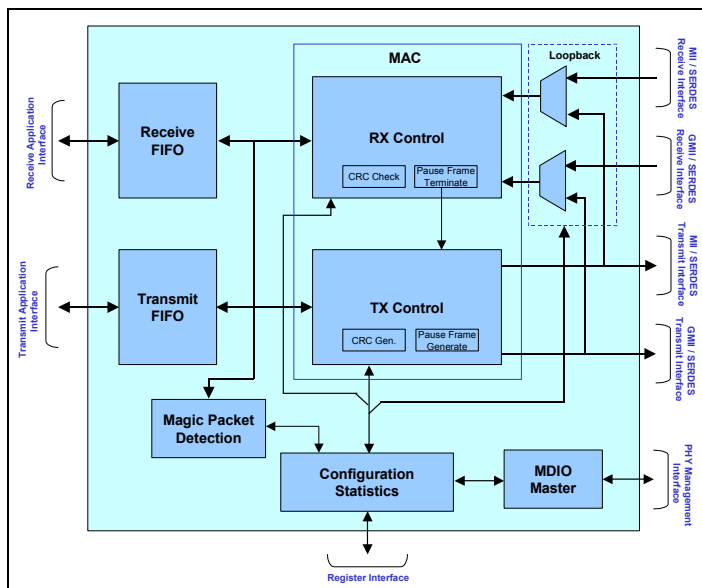 MAC
Loopback
Receive Application
Interface
Receive
FIFO
RX Control
CRC Check
Pause Frame
Terminate
MII / SERDES
Receive Interface
GMII / SERDES
Receive Interface
Transmit Application
Interface
Transmit
FIFO
TX Control
CRC Gen.
Pause Frame
Generate
MII / SERDES
Transmit Interface
GMII / SERDES
Transmit Interface
Magic Packet
Detection
Configuration
Statistics
MDIO
Master
PHY Management
Interface
Register Interface